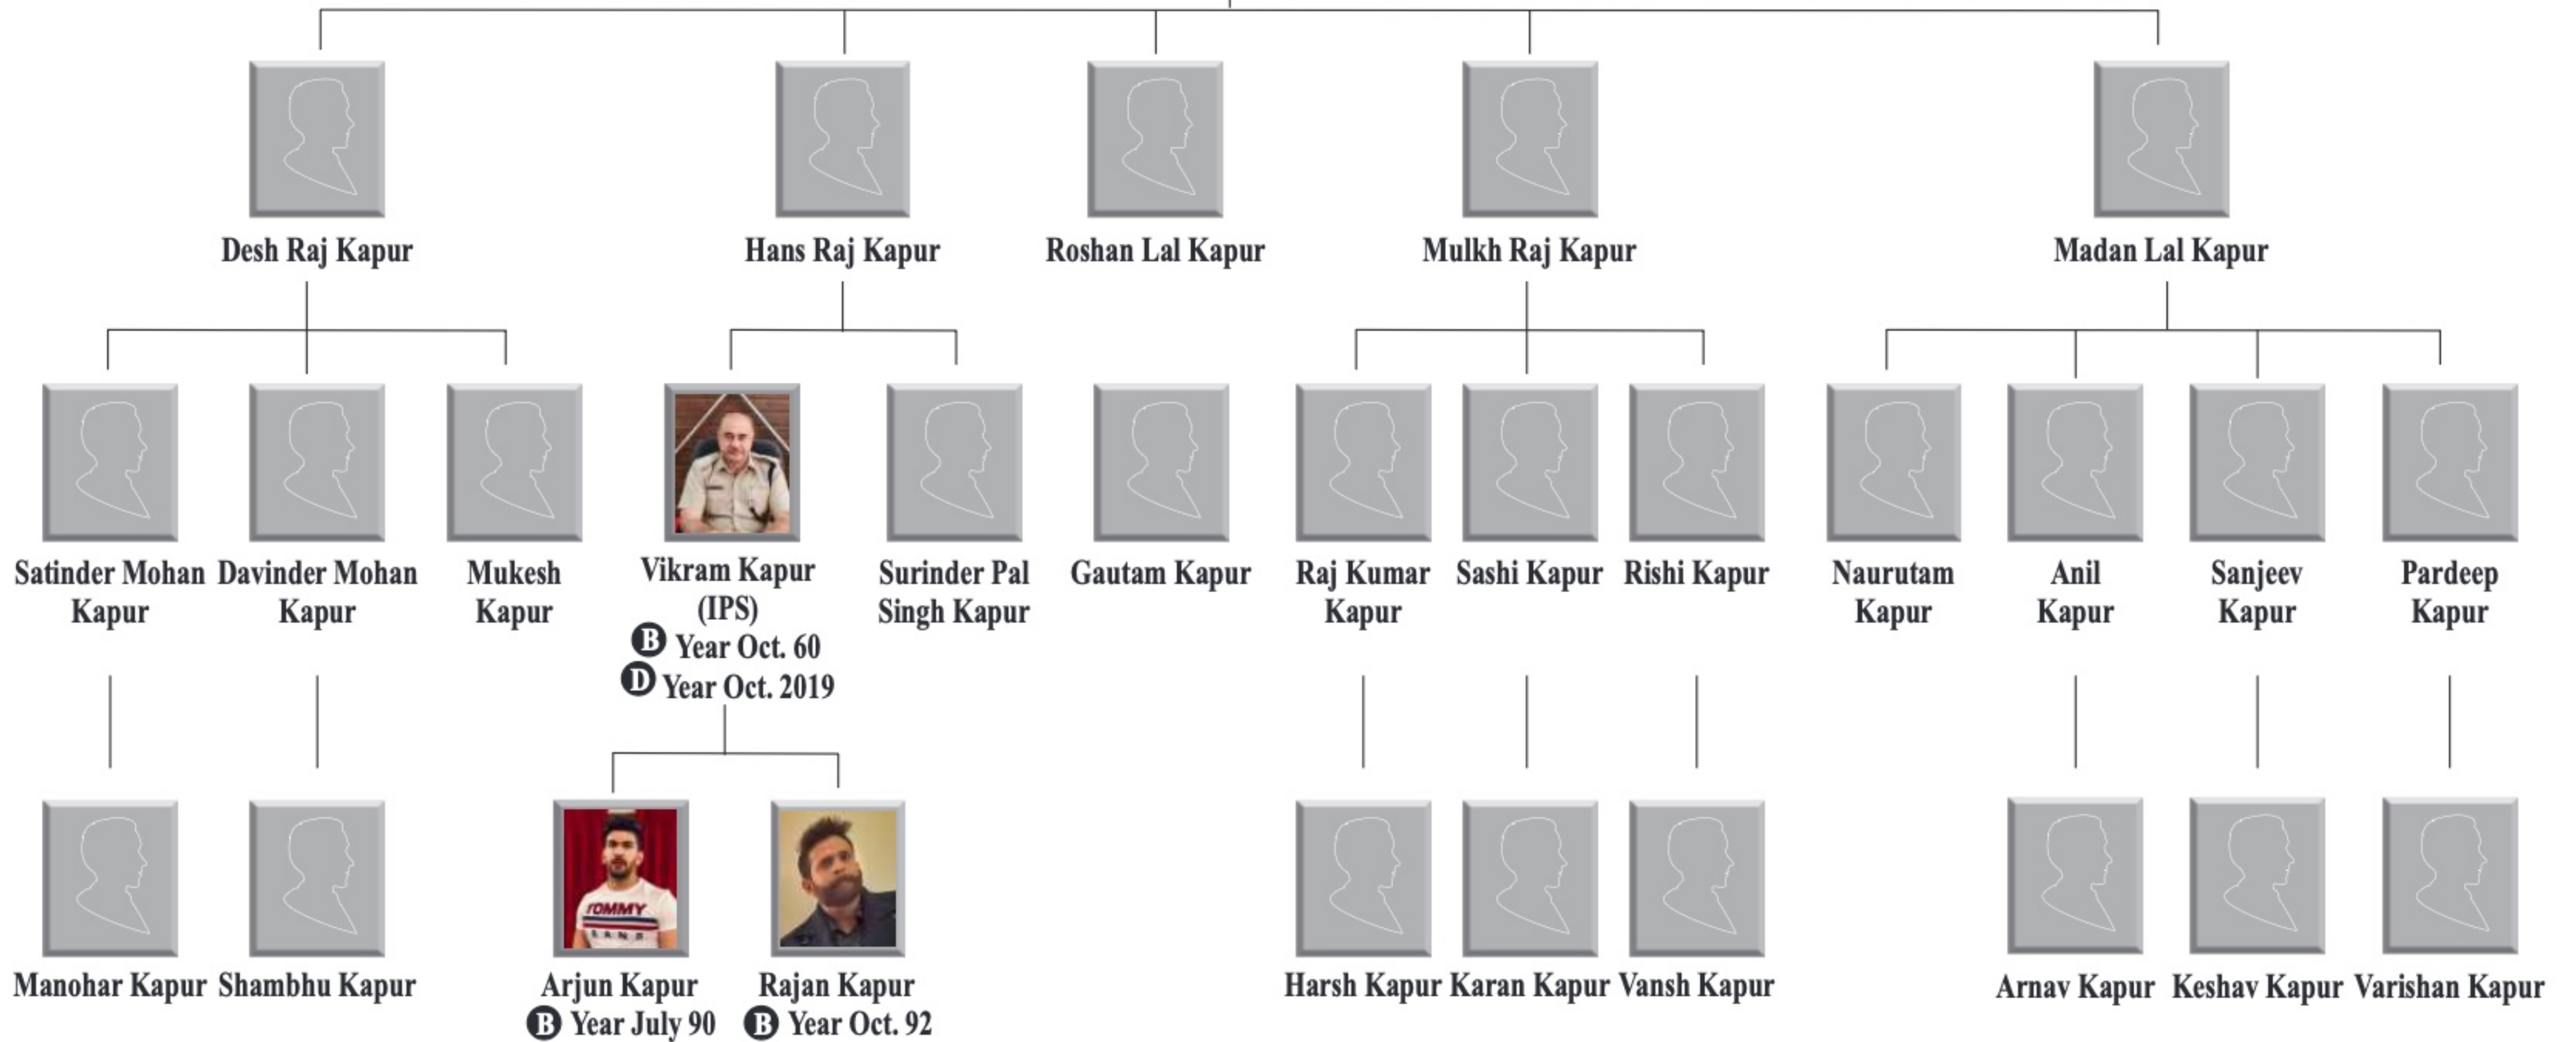 Desh Raj Kapur
Hans Raj Kapur
Roshan Lal Kapur
Mulkh Raj Kapur
Madan Lal Kapur
Satinder Mohan
Kapur
Davinder Mohan
Kapur
Mukesh
Kapur
Vikram Kapur
(IPS)
B Year Oct. 60
D Year Oct. 2019
Surinder Pal
Singh Kapur
Gautam Kapur
Raj Kumar
Kapur
Sashi Kapur
Rishi Kapur
Naurutam
Kapur
Anil
Kapur
Sanjeev
Kapur
Pardeep
Kapur
Manohar Kapur
Shambhu Kapur
TOMMY
Arjun Kapur
B Year July 90
Rajan Kapur
B Year Oct. 92
Harsh Kapur
Karan Kapur
Vansh Kapur
Arnav Kapur
Keshav Kapur
Varishan Kapur